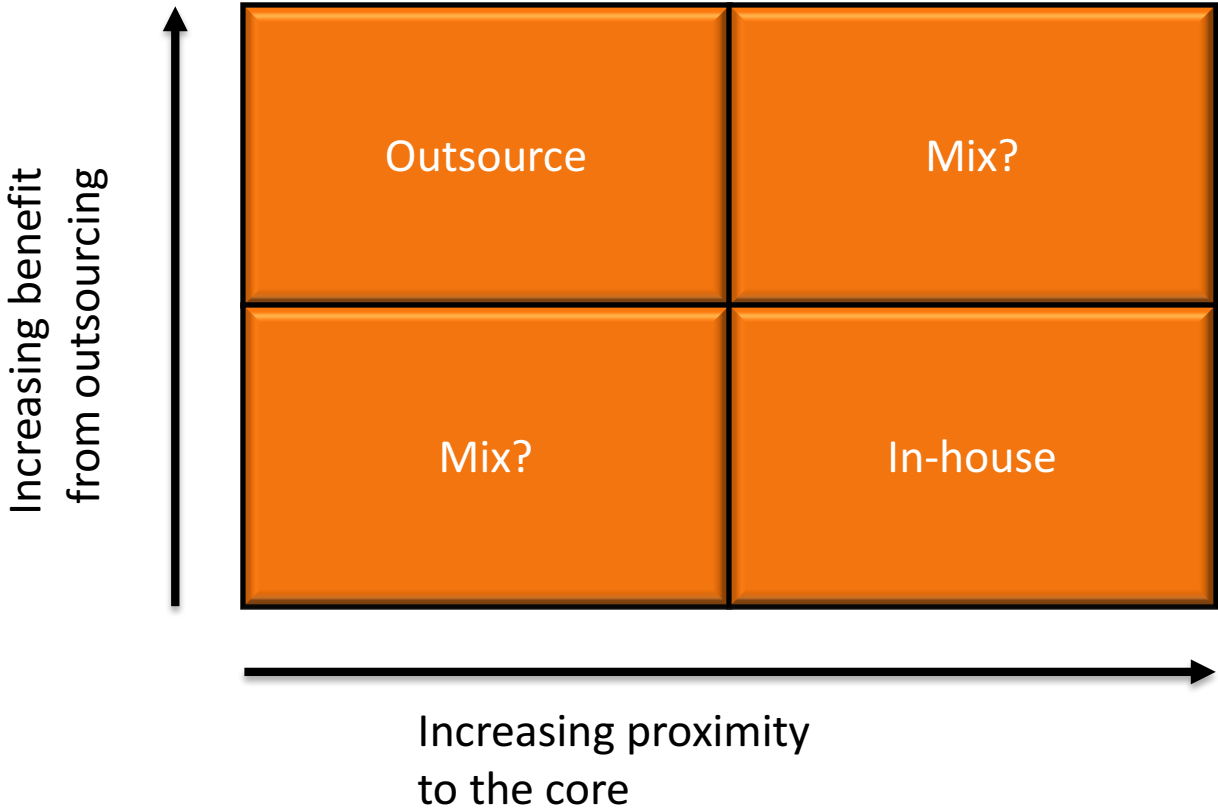 Increasing benefit
from outsourcing
Outsource
Mix?
Mix?
In-house
Increasing proximity
to the core